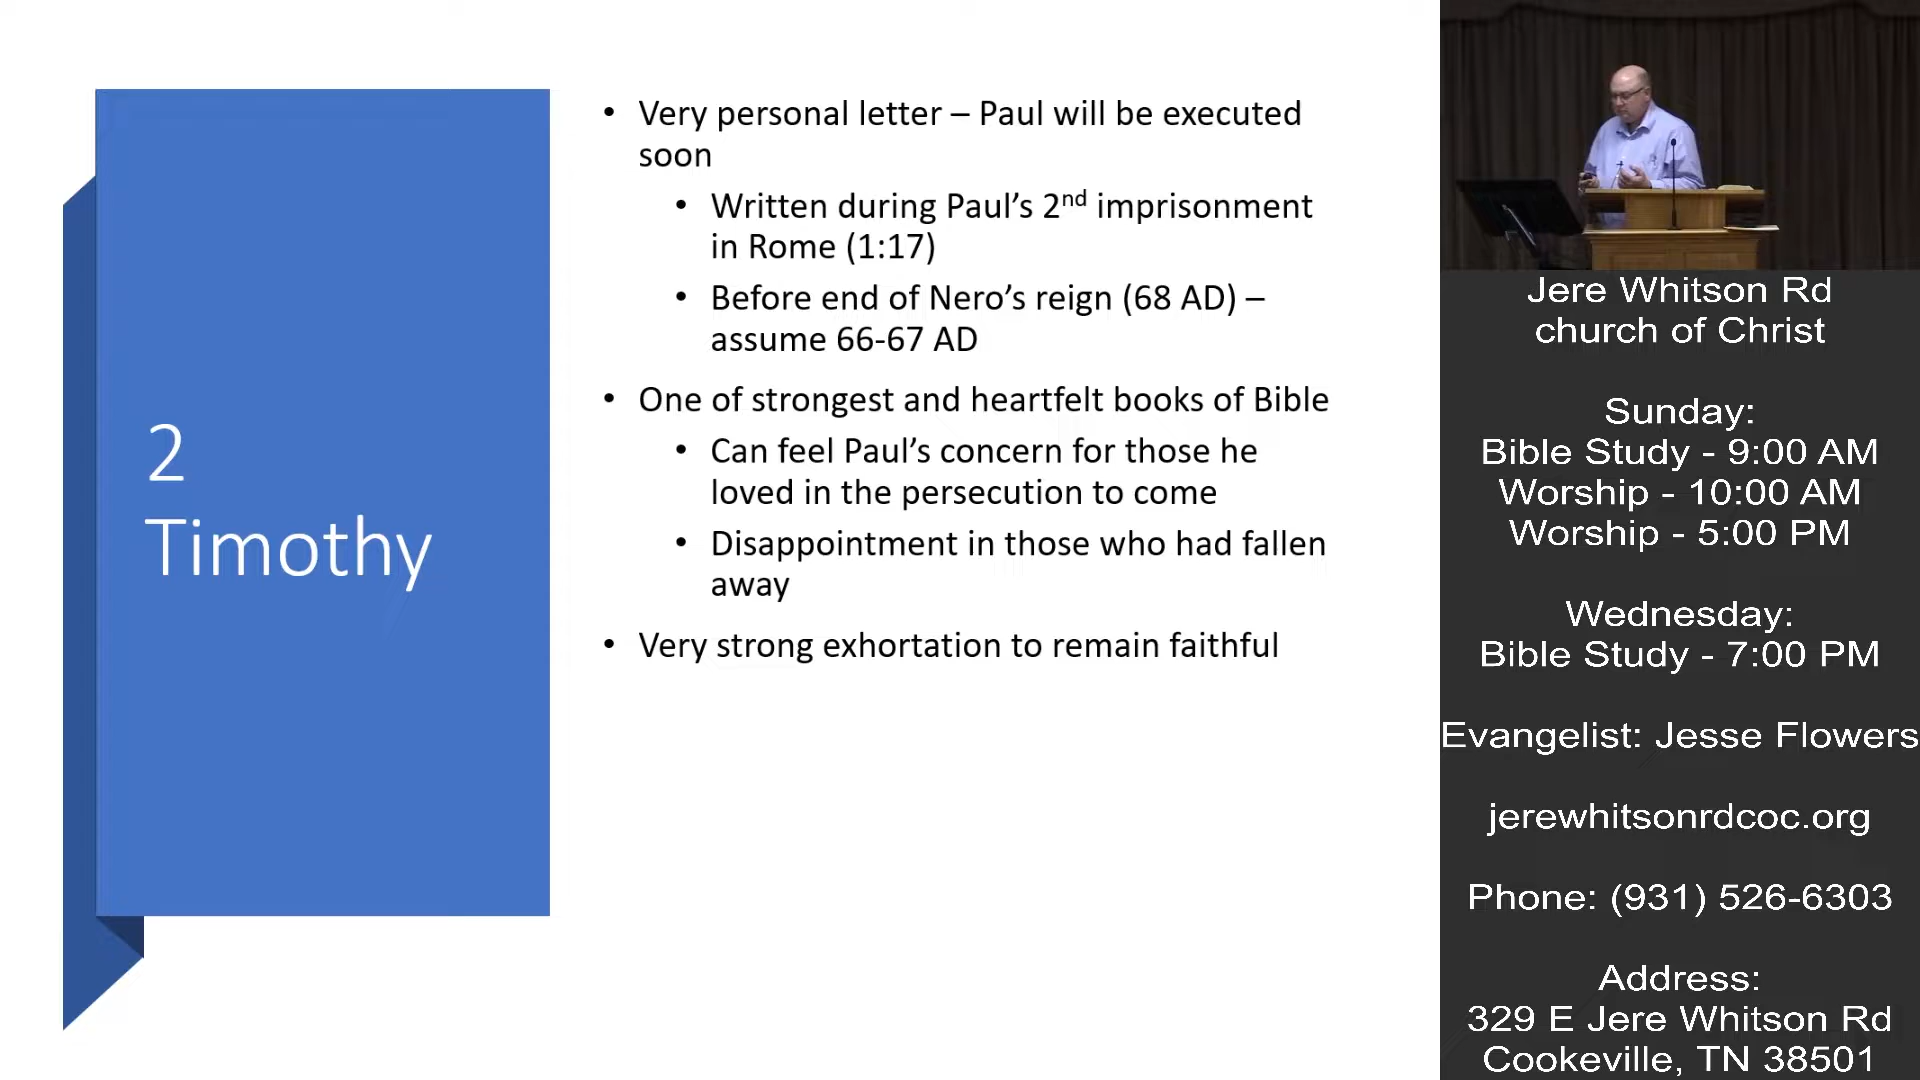 2
Timothy
• Very personal letter – Paul will be executed
soon
• Written during Paul’s 2nd imprisonment
in Rome (1:17)
• Before end of Nero’s reign (68 AD) –
assume 66-67 AD
• One of strongest and heartfelt books of Bible
• Can feel Paul’s concern for those he
loved in the persecution to come
• Disappointment in those who had fallen
away
• Very strong exhortation to remain faithful
Jere Whitson Rd
church of Christ
Sunday:
Bible Study - 9:00 AM
Worship - 10:00 AM
Worship - 5:00 PM
Wednesday:
Bible Study - 7:00 PM
Evangelist: Jesse Flowers
jerewhitsonrdcoc.org
Phone: (931) 526-6303
Address:
329 E Jere Whitson Rd
Cookeville, TN 38501